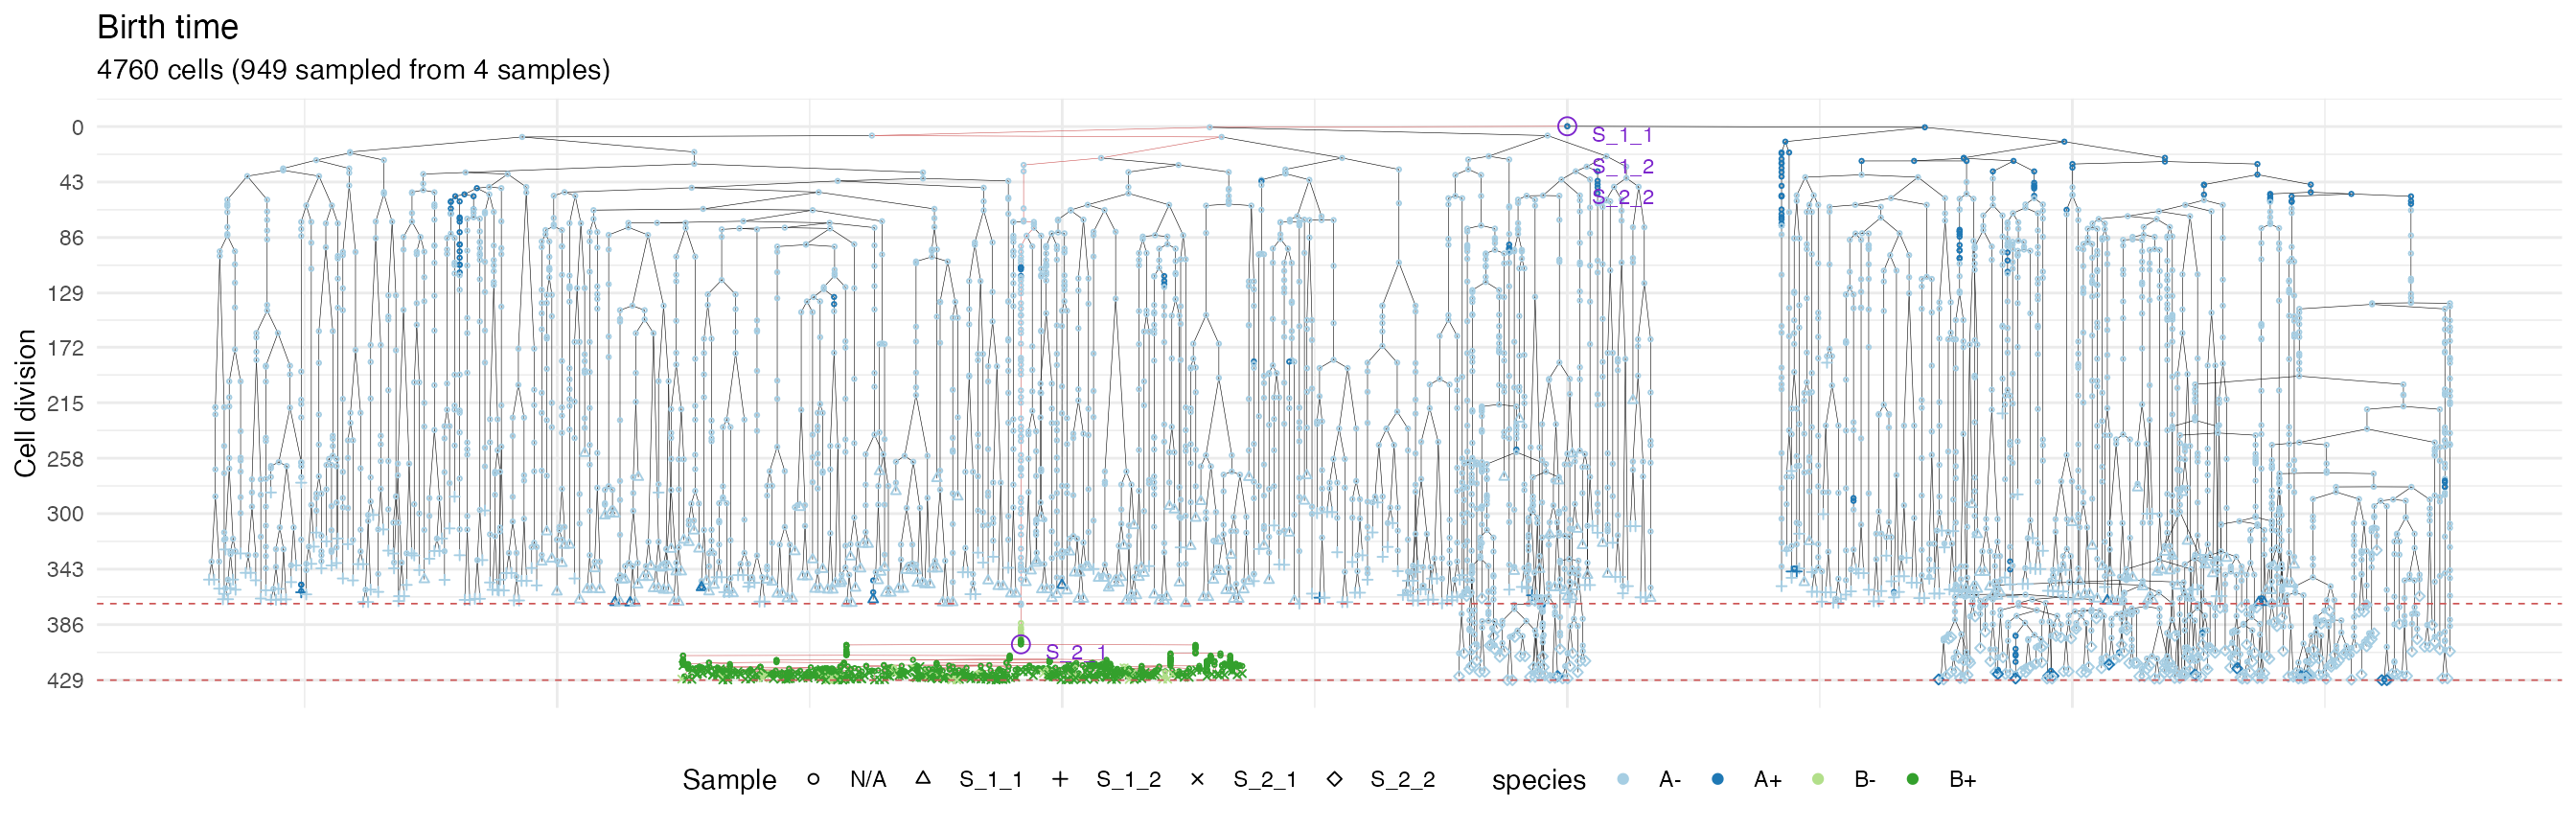 Birth time
4760 cells (949 sampled from 4 samples)
Cell division
0
43
86
129
172
215
258
300
343
386
429
S_1_1
S_1_2
S_2_2
S_2_1
Sample N/A S_1_1 S_1_2 S_2_1 S_2_2 species A- A+ B- B+